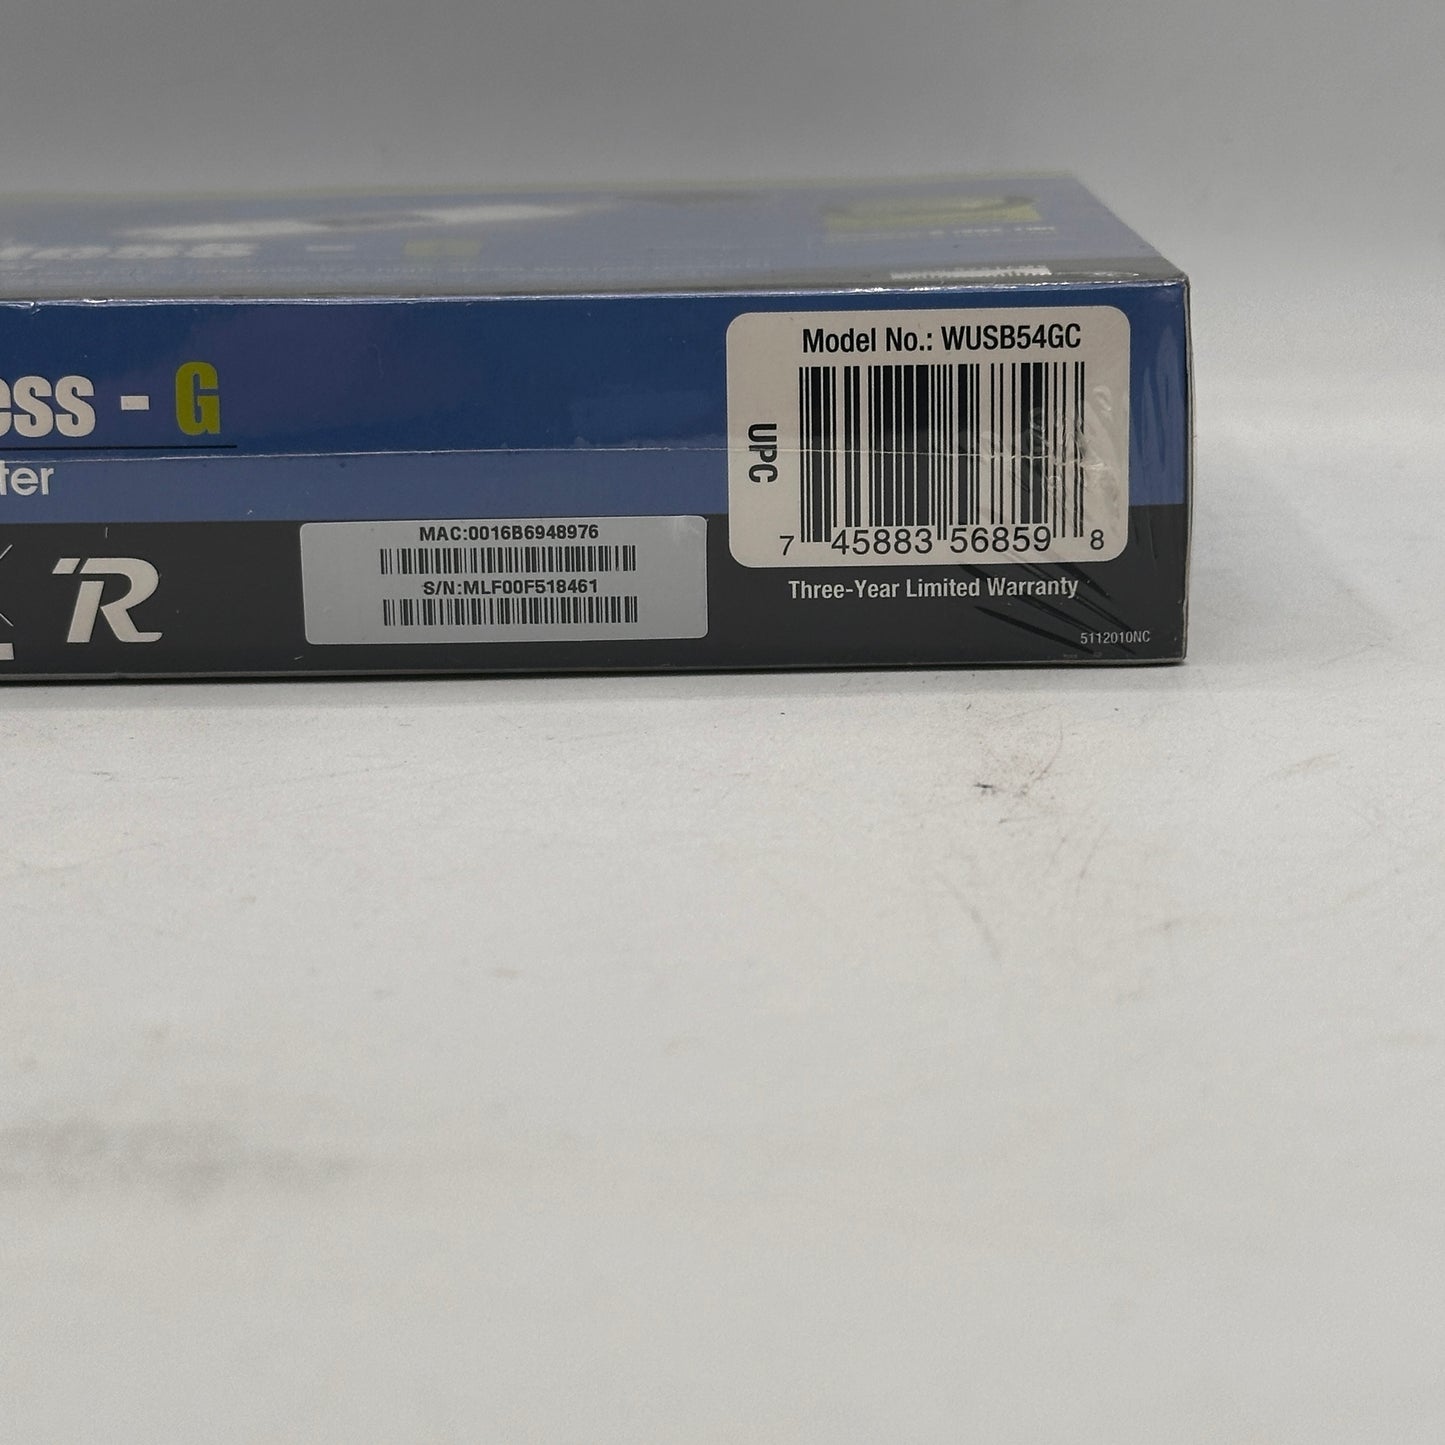 ess - G
ter
R
MAC:0016B6948976
S/N:MLF00F518461
Model No.: WUSB54GC
UPC
7 45883 56859 8
Three-Year Limited Warranty
5112010NC